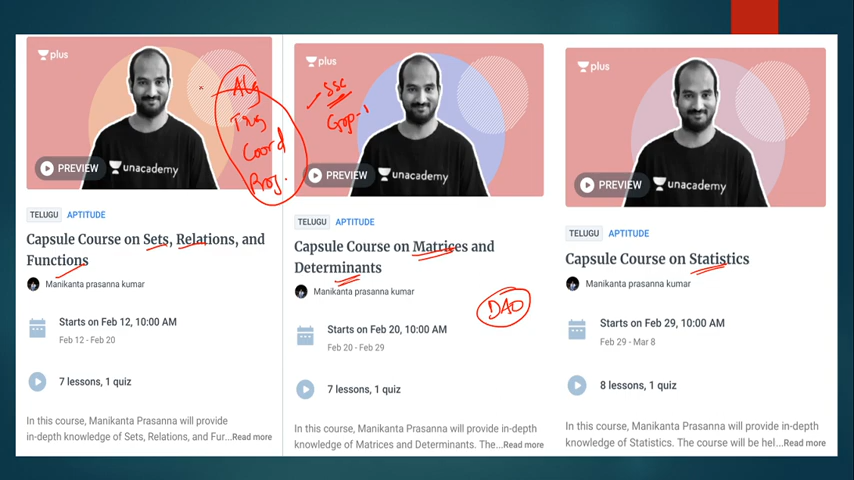 plus
PREVIEW
unacademy
TELUGU APTITUDE
Capsule Course on Sets, Relations, and
Functions
Manikanta prasanna kumar
Starts on Feb 12, 10:00 AM
Feb 12 - Feb 20
7 lessons, 1 quiz
In this course, Manikanta Prasanna will provide
in-depth knowledge of Sets, Relations, and Fur...Read more
Alg
Trig
Coord
Prog.
plus
SSC
Grp-1
PREVIEW
unacademy
TELUGU APTITUDE
Capsule Course on Matrices and
Determinants
Manikanta prasanna kumar
DAO
Starts on Feb 20, 10:00 AM
Feb 20 - Feb 29
7 lessons, 1 quiz
In this course, Manikanta Prasanna will provide in-depth
knowledge of Matrices and Determinants. The...Read more
plus
PREVIEW
unacademy
TELUGU APTITUDE
Capsule Course on Statistics
Manikanta prasanna kumar
Starts on Feb 29, 10:00 AM
Feb 29 - Mar 8
8 lessons, 1 quiz
In this course, Manikanta Prasanna will provide in-depth
knowledge of Statistics. The course will be hel...Read more